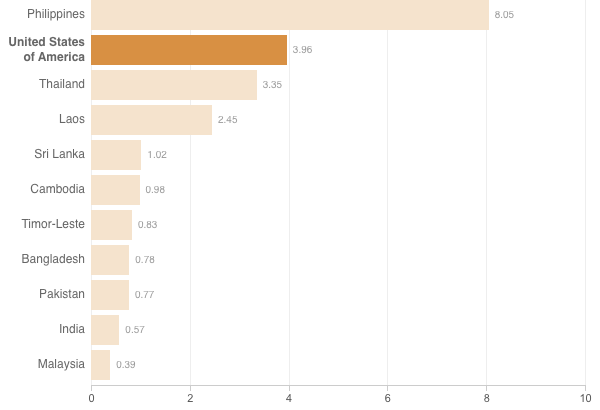 Philippines 8.05
United States
of America 3.96
Thailand 3.35
Laos 2.45
Sri Lanka 1.02
Cambodia 0.98
Timor-Leste 0.83
Bangladesh 0.78
Pakistan 0.77
India 0.57
Malaysia 0.39
0 2 4 6 8 10